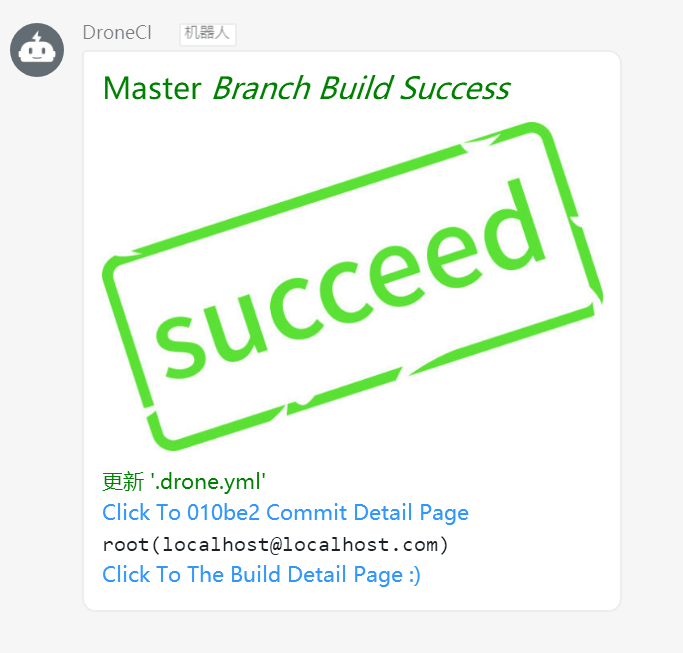 DroneCI 机器人
Master Branch Build Success
succeed
更新 '.drone.yml'
Click To 010be2 Commit Detail Page
root(localhost@localhost.com)
Click To The Build Detail Page :)